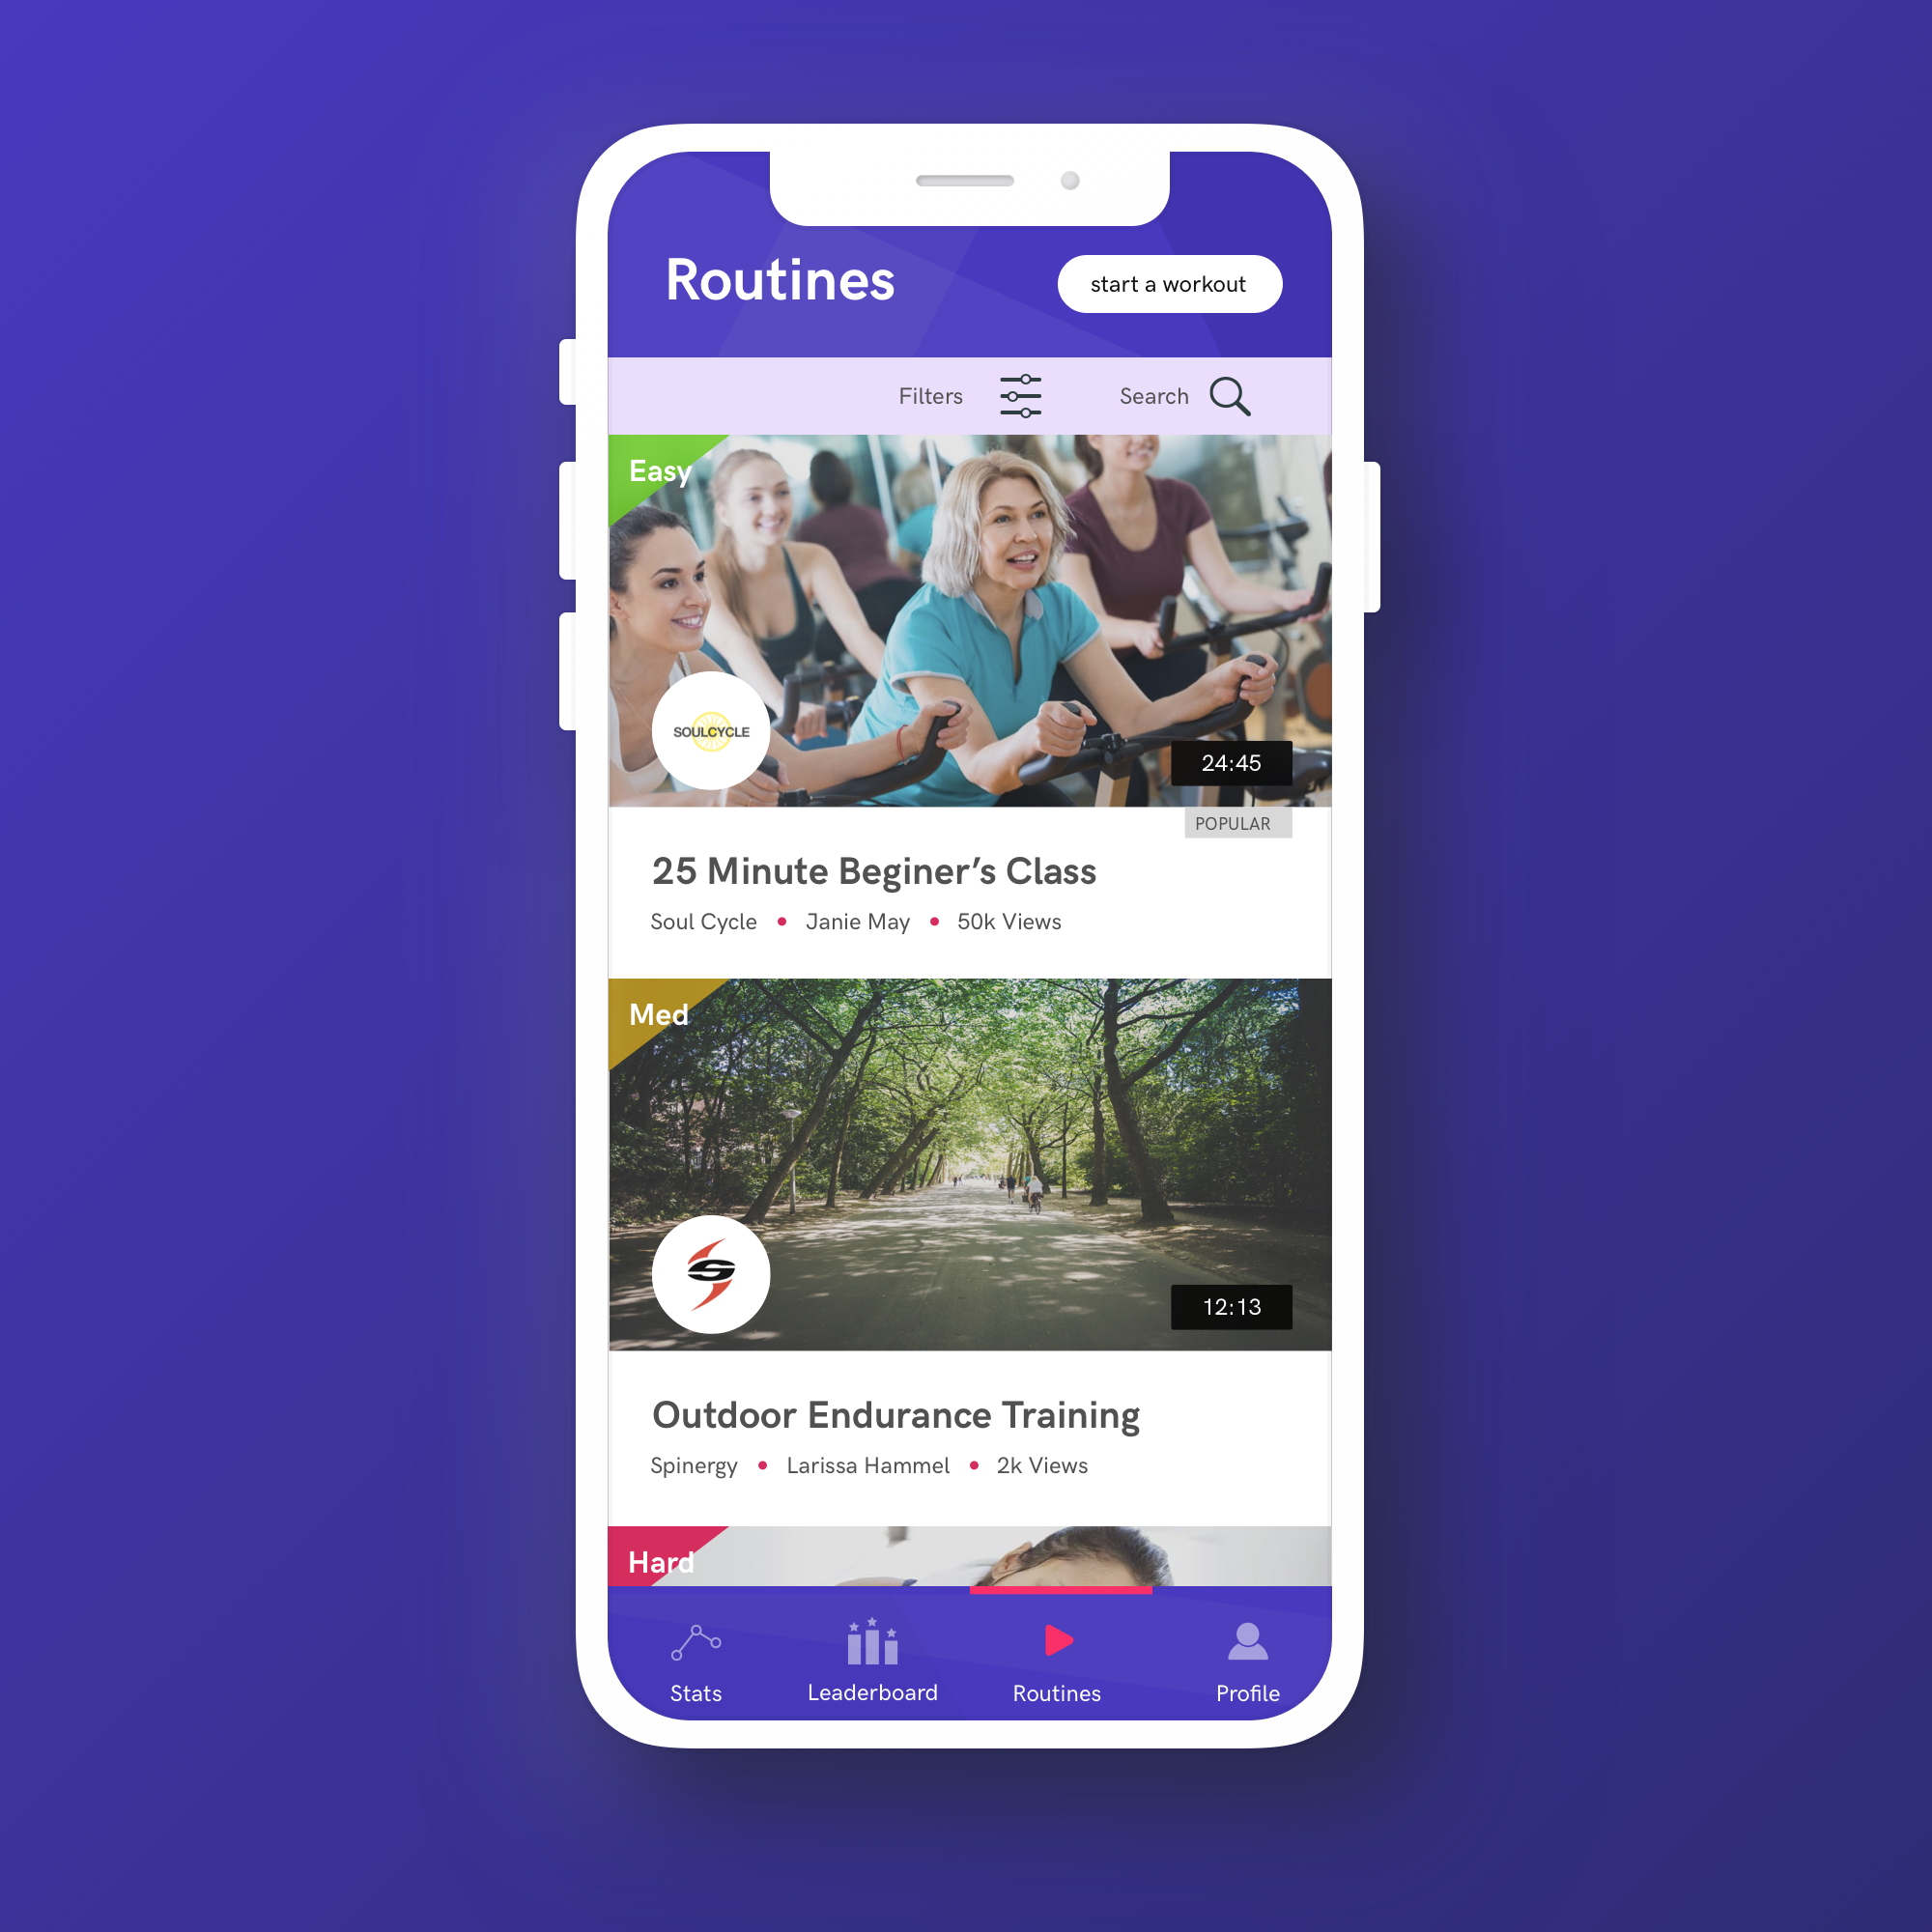 Routines
start a workout
Filters
Search
Easy
SOULCYCLE
24:45
POPULAR
25 Minute Beginer’s Class
Soul Cycle • Janie May • 50k Views
Med
S
12:13
Outdoor Endurance Training
Spinergy • Larissa Hammel • 2k Views
Hard
Stats
Leaderboard
Routines
Profile